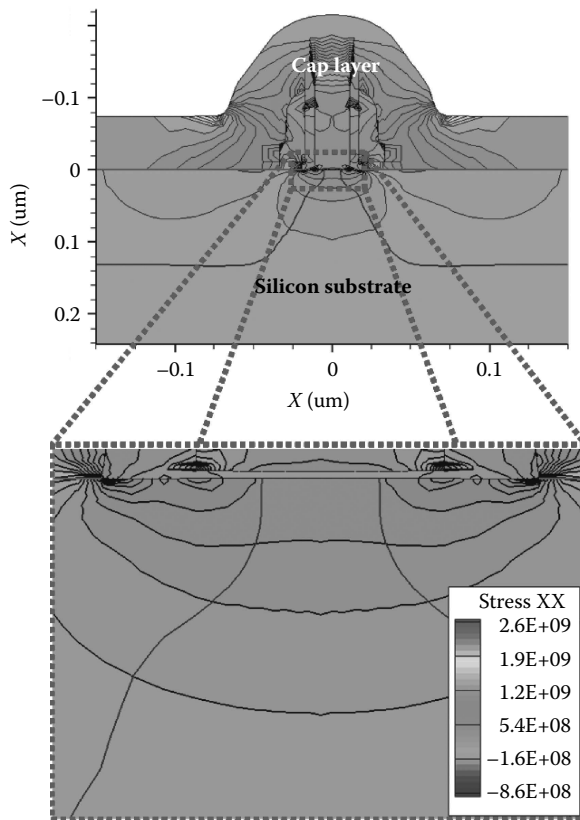 Cap layer
−0.1
0
0.1
0.2
X (um)
Silicon substrate
−0.1
0
0.1
X (um)
Stress XX
2.6E+09
1.9E+09
1.2E+09
5.4E+08
−1.6E+08
−8.6E+08